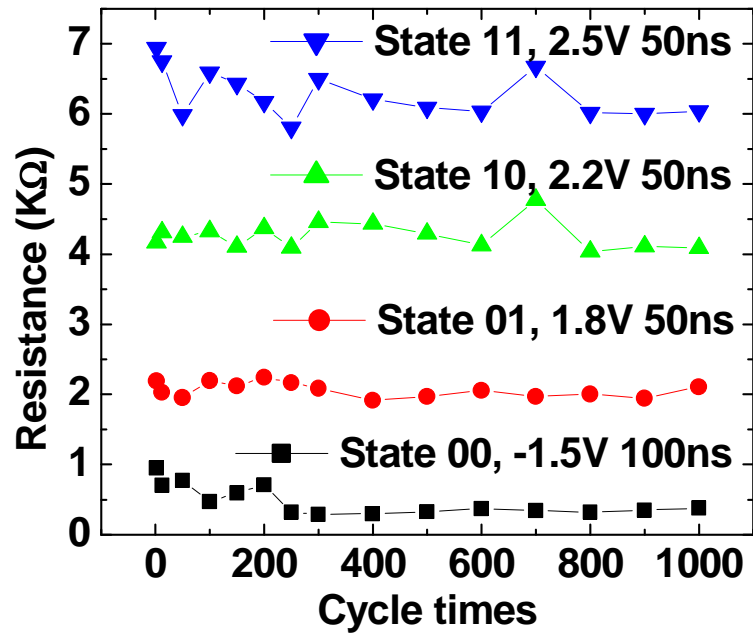 7
6
5
4
3
2
1
0
Resistance (KΩ)
State 11, 2.5V 50ns
State 10, 2.2V 50ns
State 01, 1.8V 50ns
State 00, -1.5V 100ns
0 200 400 600 800 1000
Cycle times